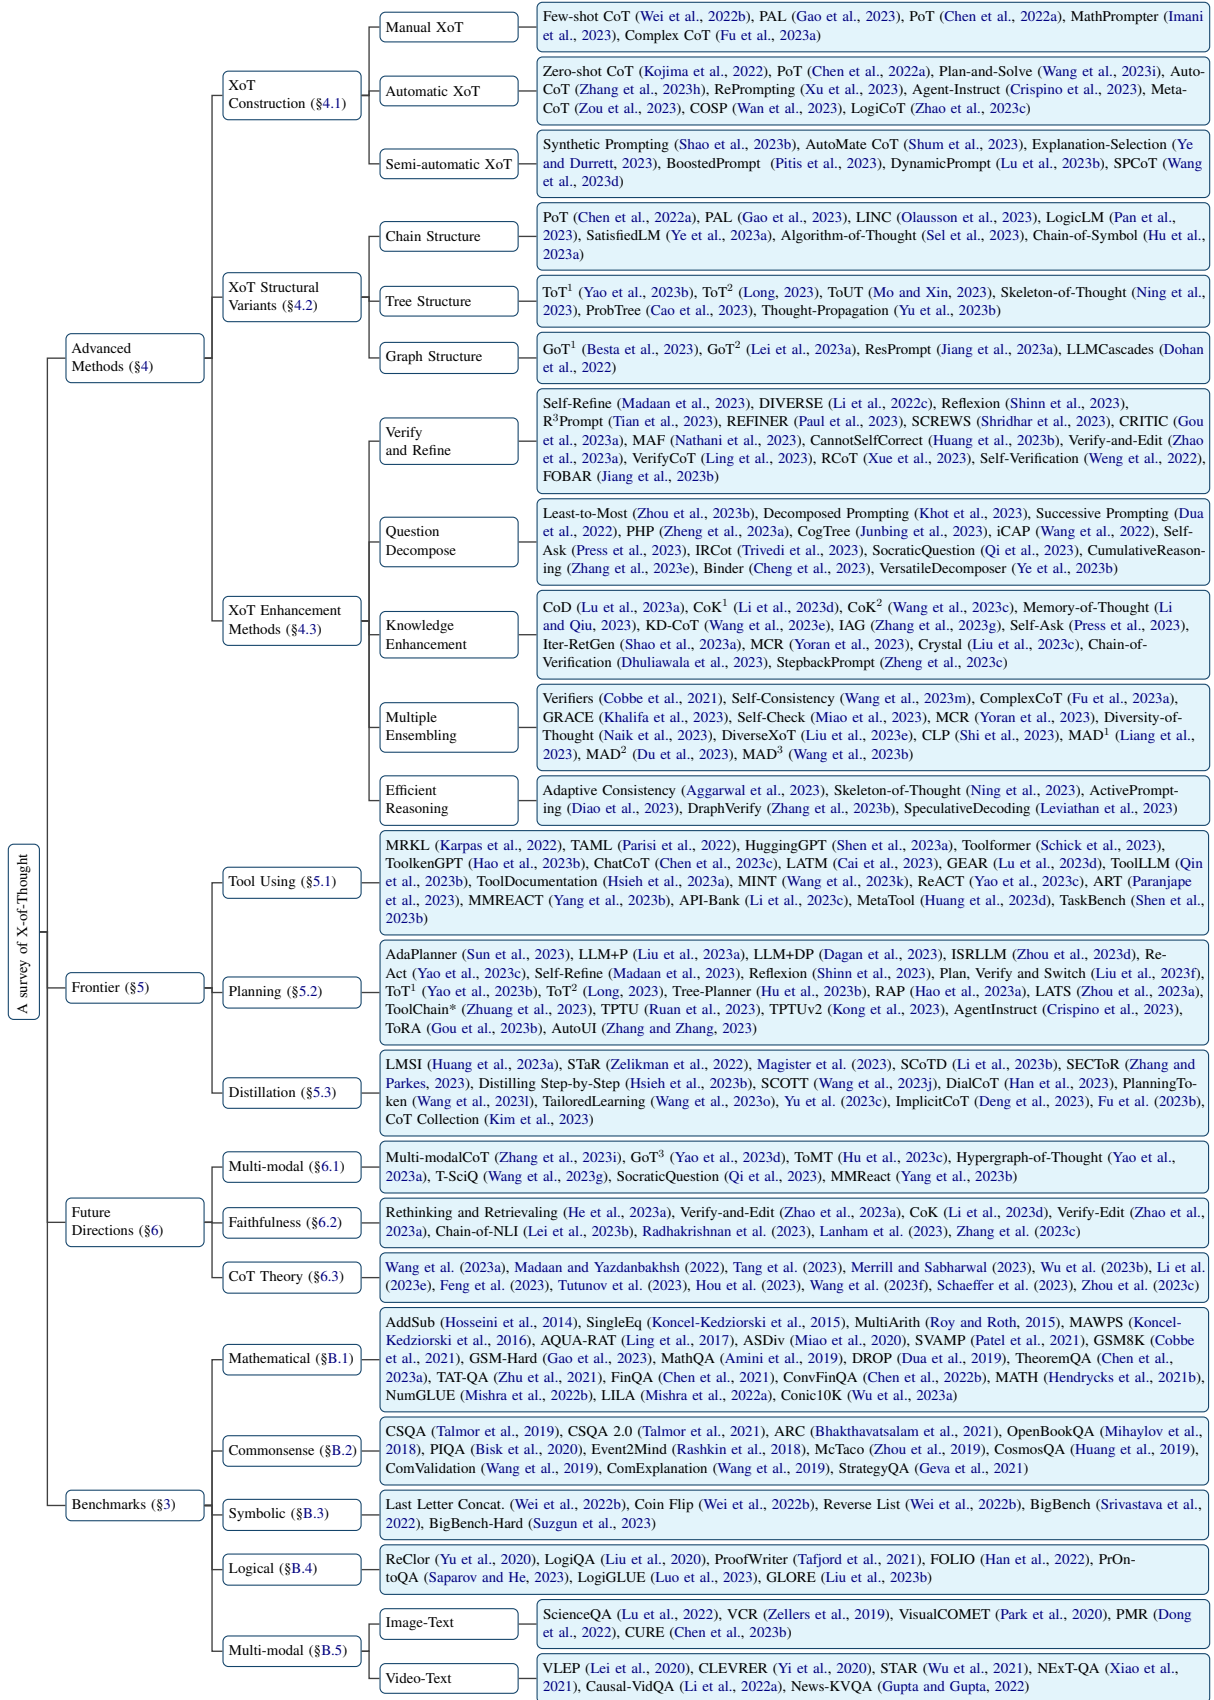 A survey of X-of-Thought
Advanced
Methods (§4)
XoT
Construction (§4.1)
Manual XoT
Few-shot CoT (Wei et al., 2022b), PAL (Gao et al., 2023), PoT (Chen et al., 2022a), MathPrompter (Imani
et al., 2023), Complex CoT (Fu et al., 2023a)
Automatic XoT
Zero-shot CoT (Kojima et al., 2022), PoT (Chen et al., 2022a), Plan-and-Solve (Wang et al., 2023i), Auto-
CoT (Zhang et al., 2023h), RePrompting (Xu et al., 2023), Agent-Instruct (Crispino et al., 2023), Meta-
CoT (Zou et al., 2023), COSP (Wan et al., 2023), LogiCoT (Zhao et al., 2023c)
Semi-automatic XoT
Synthetic Prompting (Shao et al., 2023b), AutoMate CoT (Shum et al., 2023), Explanation-Selection (Ye
and Durrett, 2023), BoostedPrompt (Pitis et al., 2023), DynamicPrompt (Lu et al., 2023b), SPCoT (Wang
et al., 2023d)
XoT Structural
Variants (§4.2)
Chain Structure
PoT (Chen et al., 2022a), PAL (Gao et al., 2023), LINC (Olausson et al., 2023), LogicLM (Pan et al.,
2023), SatisfiedLM (Ye et al., 2023a), Algorithm-of-Thought (Sel et al., 2023), Chain-of-Symbol (Hu et al.,
2023a)
Tree Structure
ToT1 (Yao et al., 2023b), ToT2 (Long, 2023), ToUT (Mo and Xin, 2023), Skeleton-of-Thought (Ning et al.,
2023), ProbTree (Cao et al., 2023), Thought-Propagation (Yu et al., 2023b)
Graph Structure
GoT1 (Besta et al., 2023), GoT2 (Lei et al., 2023a), ResPrompt (Jiang et al., 2023a), LLMCascades (Dohan
et al., 2022)
XoT Enhancement
Methods (§4.3)
Verify
and Refine
Self-Refine (Madaan et al., 2023), DIVERSE (Li et al., 2022c), Reflexion (Shinn et al., 2023),
R3Prompt (Tian et al., 2023), REFINER (Paul et al., 2023), SCREWS (Shridhar et al., 2023), CRITIC (Gou
et al., 2023a), MAF (Nathani et al., 2023), CannotSelfCorrect (Huang et al., 2023b), Verify-and-Edit (Zhao
et al., 2023a), VerifyCoT (Ling et al., 2023), RCoT (Xue et al., 2023), Self-Verification (Weng et al., 2022),
FOBAR (Jiang et al., 2023b)
Question
Decompose
Least-to-Most (Zhou et al., 2023b), Decomposed Prompting (Khot et al., 2023), Successive Prompting (Dua
et al., 2022), PHP (Zheng et al., 2023a), CogTree (Junbing et al., 2023), iCAP (Wang et al., 2022), Self-
Ask (Press et al., 2023), IRCot (Trivedi et al., 2023), SocraticQuestion (Qi et al., 2023), CumulativeReason-
ing (Zhang et al., 2023e), Binder (Cheng et al., 2023), VersatileDecomposer (Ye et al., 2023b)
Knowledge
Enhancement
CoD (Lu et al., 2023a), CoK1 (Li et al., 2023d), CoK2 (Wang et al., 2023c), Memory-of-Thought (Li
and Qiu, 2023), KD-CoT (Wang et al., 2023e), IAG (Zhang et al., 2023g), Self-Ask (Press et al., 2023),
Iter-RetGen (Shao et al., 2023a), MCR (Yoran et al., 2023), Crystal (Liu et al., 2023c), Chain-of-
Verification (Dhuliawala et al., 2023), StepbackPrompt (Zheng et al., 2023c)
Multiple
Ensembling
Verifiers (Cobbe et al., 2021), Self-Consistency (Wang et al., 2023m), ComplexCoT (Fu et al., 2023a),
GRACE (Khalifa et al., 2023), Self-Check (Miao et al., 2023), MCR (Yoran et al., 2023), Diversity-of-
Thought (Naik et al., 2023), DiverseXoT (Liu et al., 2023e), CLP (Shi et al., 2023), MAD1 (Liang et al.,
2023), MAD2 (Du et al., 2023), MAD3 (Wang et al., 2023b)
Efficient
Reasoning
Adaptive Consistency (Aggarwal et al., 2023), Skeleton-of-Thought (Ning et al., 2023), ActivePrompt-
ing (Diao et al., 2023), DraphVerify (Zhang et al., 2023b), SpeculativeDecoding (Leviathan et al., 2023)
Frontier (§5)
Tool Using (§5.1)
MRKL (Karpas et al., 2022), TAML (Parisi et al., 2022), HuggingGPT (Shen et al., 2023a), Toolformer (Schick et al., 2023),
ToolkenGPT (Hao et al., 2023b), ChatCoT (Chen et al., 2023c), LATM (Cai et al., 2023), GEAR (Lu et al., 2023d), ToolLLM (Qin
et al., 2023b), ToolDocumentation (Hsieh et al., 2023a), MINT (Wang et al., 2023k), ReACT (Yao et al., 2023c), ART (Paranjape
et al., 2023), MMREACT (Yang et al., 2023b), API-Bank (Li et al., 2023c), MetaTool (Huang et al., 2023d), TaskBench (Shen et al.,
2023b)
Planning (§5.2)
AdaPlanner (Sun et al., 2023), LLM+P (Liu et al., 2023a), LLM+DP (Dagan et al., 2023), ISRLLM (Zhou et al., 2023d), Re-
Act (Yao et al., 2023c), Self-Refine (Madaan et al., 2023), Reflexion (Shinn et al., 2023), Plan, Verify and Switch (Liu et al., 2023f),
ToT1 (Yao et al., 2023b), ToT2 (Long, 2023), Tree-Planner (Hu et al., 2023b), RAP (Hao et al., 2023a), LATS (Zhou et al., 2023a),
ToolChain* (Zhuang et al., 2023), TPTU (Ruan et al., 2023), TPTUv2 (Kong et al., 2023), AgentInstruct (Crispino et al., 2023),
ToRA (Gou et al., 2023b), AutoUI (Zhang and Zhang, 2023)
Distillation (§5.3)
LMSI (Huang et al., 2023a), STaR (Zelikman et al., 2022), Magister et al. (2023), SCoTD (Li et al., 2023b), SECToR (Zhang and
Parkes, 2023), Distilling Step-by-Step (Hsieh et al., 2023b), SCOTT (Wang et al., 2023j), DialCoT (Han et al., 2023), PlanningTo-
ken (Wang et al., 2023l), TailoredLearning (Wang et al., 2023o), Yu et al. (2023c), ImplicitCoT (Deng et al., 2023), Fu et al. (2023b),
CoT Collection (Kim et al., 2023)
Future
Directions (§6)
Multi-modal (§6.1)
Multi-modalCoT (Zhang et al., 2023i), GoT3 (Yao et al., 2023d), ToMT (Hu et al., 2023c), Hypergraph-of-Thought (Yao et al.,
2023a), T-SciQ (Wang et al., 2023g), SocraticQuestion (Qi et al., 2023), MMReact (Yang et al., 2023b)
Faithfulness (§6.2)
Rethinking and Retrievaling (He et al., 2023a), Verify-and-Edit (Zhao et al., 2023a), CoK (Li et al., 2023d), Verify-Edit (Zhao et al.,
2023a), Chain-of-NLI (Lei et al., 2023b), Radhakrishnan et al. (2023), Lanham et al. (2023), Zhang et al. (2023c)
CoT Theory (§6.3)
Wang et al. (2023a), Madaan and Yazdanbakhsh (2022), Tang et al. (2023), Merrill and Sabharwal (2023), Wu et al. (2023b), Li et al.
(2023e), Feng et al. (2023), Tutunov et al. (2023), Hou et al. (2023), Wang et al. (2023f), Schaeffer et al. (2023), Zhou et al. (2023c)
Benchmarks (§3)
Mathematical (§B.1)
AddSub (Hosseini et al., 2014), SingleEq (Koncel-Kedziorski et al., 2015), MultiArith (Roy and Roth, 2015), MAWPS (Koncel-
Kedziorski et al., 2016), AQUA-RAT (Ling et al., 2017), ASDiv (Miao et al., 2020), SVAMP (Patel et al., 2021), GSM8K (Cobbe
et al., 2021), GSM-Hard (Gao et al., 2023), MathQA (Amini et al., 2019), DROP (Dua et al., 2019), TheoremQA (Chen et al.,
2023a), TAT-QA (Zhu et al., 2021), FinQA (Chen et al., 2021), ConvFinQA (Chen et al., 2022b), MATH (Hendrycks et al., 2021b),
NumGLUE (Mishra et al., 2022b), LILA (Mishra et al., 2022a), Conic10K (Wu et al., 2023a)
Commonsense (§B.2)
CSQA (Talmor et al., 2019), CSQA 2.0 (Talmor et al., 2021), ARC (Bhakthavatsalam et al., 2021), OpenBookQA (Mihaylov et al.,
2018), PIQA (Bisk et al., 2020), Event2Mind (Rashkin et al., 2018), McTaco (Zhou et al., 2019), CosmosQA (Huang et al., 2019),
ComValidation (Wang et al., 2019), ComExplanation (Wang et al., 2019), StrategyQA (Geva et al., 2021)
Symbolic (§B.3)
Last Letter Concat. (Wei et al., 2022b), Coin Flip (Wei et al., 2022b), Reverse List (Wei et al., 2022b), BigBench (Srivastava et al.,
2022), BigBench-Hard (Suzgun et al., 2023)
Logical (§B.4)
ReClor (Yu et al., 2020), LogiQA (Liu et al., 2020), ProofWriter (Tafjord et al., 2021), FOLIO (Han et al., 2022), PrOn-
toQA (Saparov and He, 2023), LogiGLUE (Luo et al., 2023), GLORE (Liu et al., 2023b)
Multi-modal (§B.5)
Image-Text
ScienceQA (Lu et al., 2022), VCR (Zellers et al., 2019), VisualCOMET (Park et al., 2020), PMR (Dong
et al., 2022), CURE (Chen et al., 2023b)
Video-Text
VLEP (Lei et al., 2020), CLEVRER (Yi et al., 2020), STAR (Wu et al., 2021), NExT-QA (Xiao et al.,
2021), Causal-VidQA (Li et al., 2022a), News-KVQA (Gupta and Gupta, 2022)